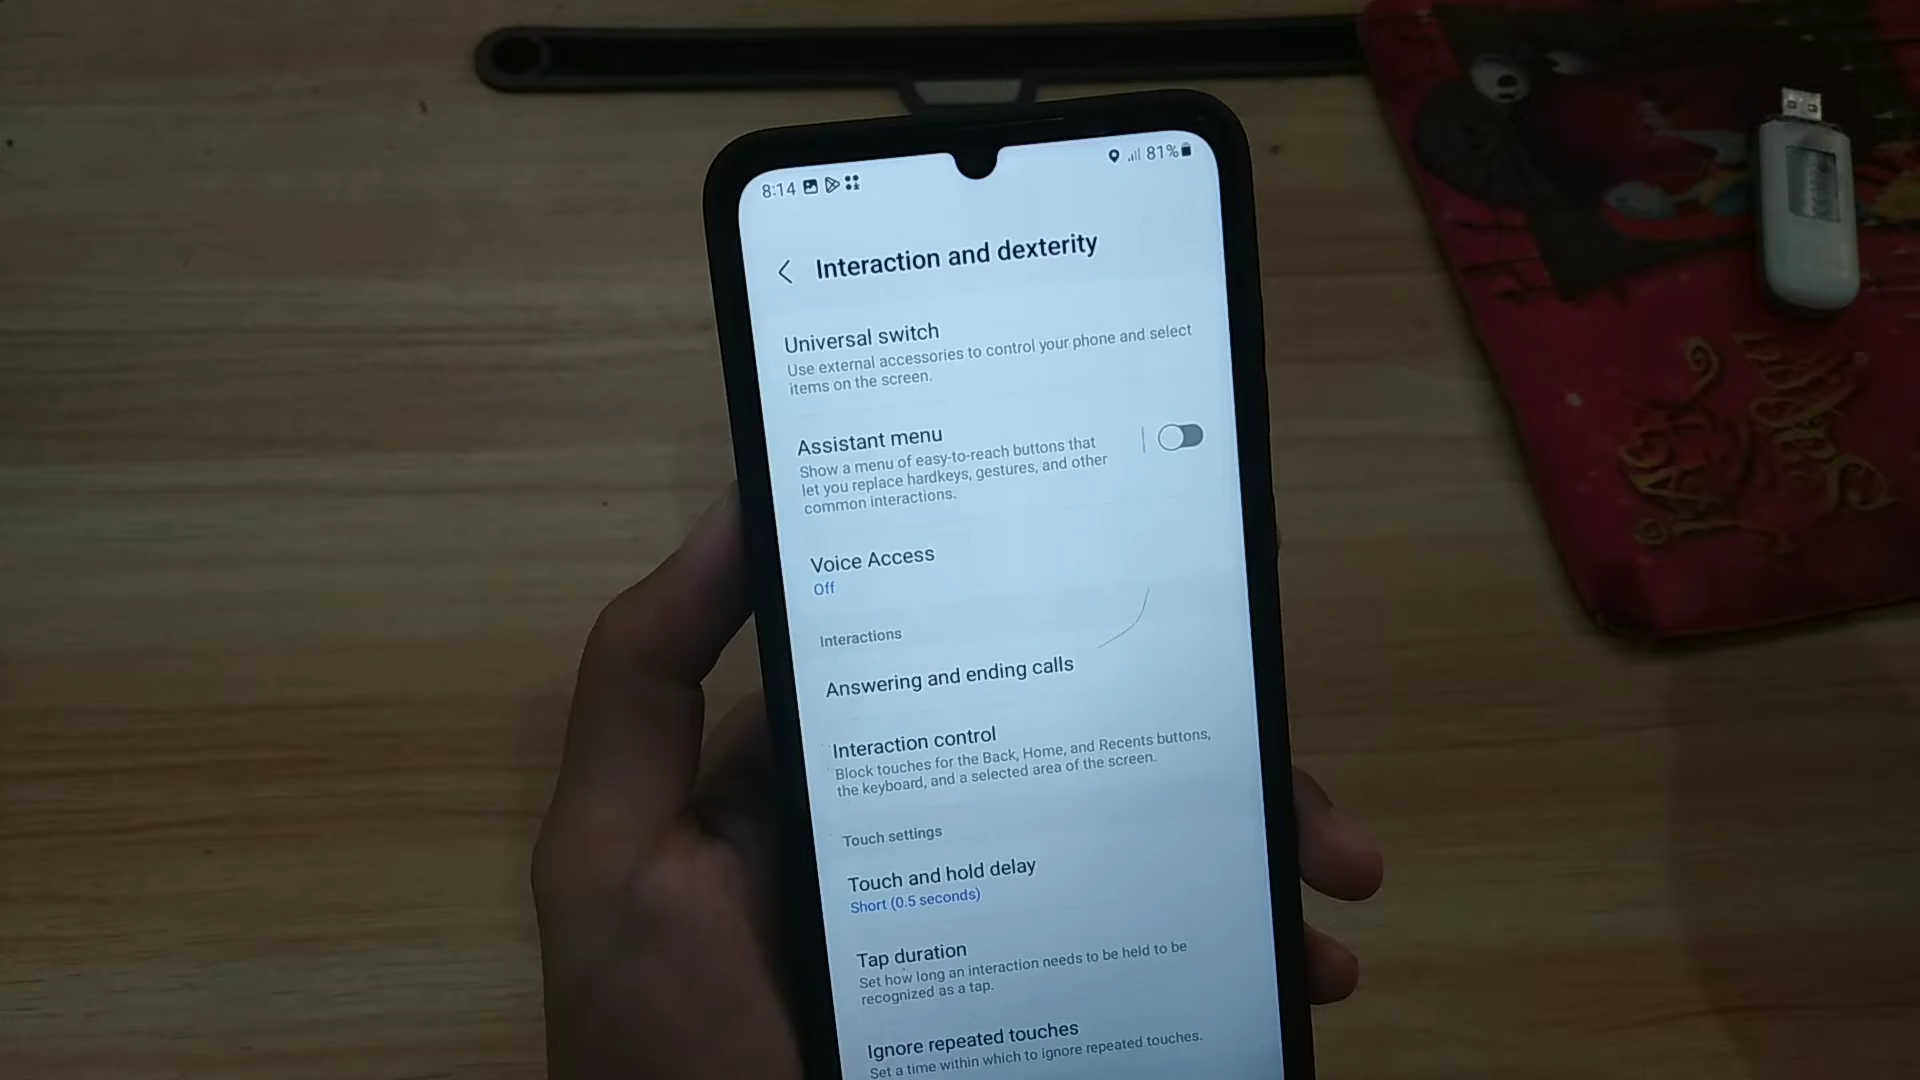 8:14
81%
Interaction and dexterity
Universal switch
Use external accessories to control your phone and select
items on the screen.
Assistant menu
Show a menu of easy-to-reach buttons that
let you replace hardkeys, gestures, and other
common interactions.
Voice Access
Off
Interactions
Answering and ending calls
Interaction control
Block touches for the Back, Home, and Recents buttons,
the keyboard, and a selected area of the screen.
Touch settings
Touch and hold delay
Short (0.5 seconds)
Tap duration
Set how long an interaction needs to be held to be
recognized as a tap.
Ignore repeated touches
Set a time within which to ignore repeated touches.